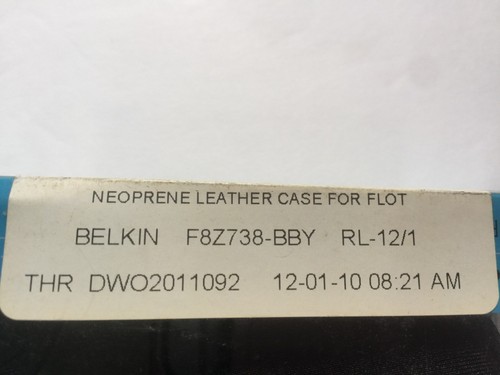 NEOPRENE LEATHER CASE FOR FLOT
BELKIN F8Z738-BBY RL-12/1
THR DWO2011092 12-01-10 08:21 AM